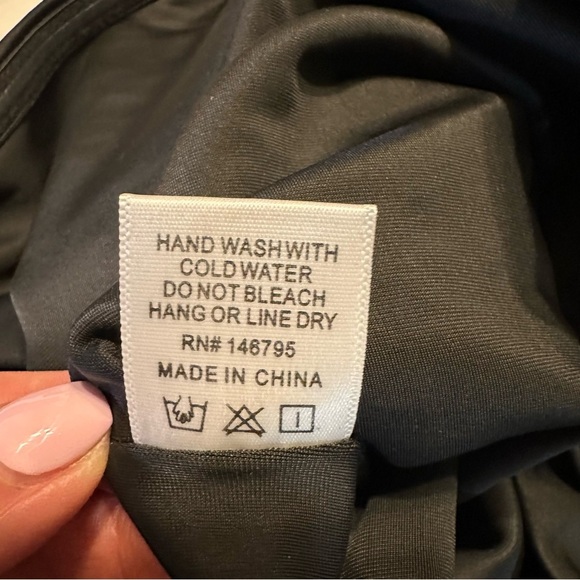 HAND WASH WITH
COLD WATER
DO NOT BLEACH
HANG OR LINE DRY
RN# 146795
MADE IN CHINA